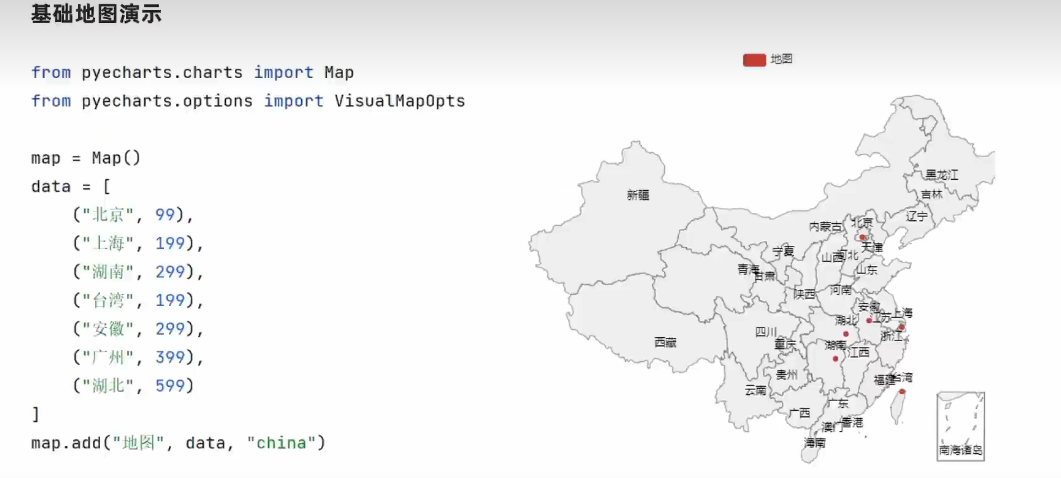 基础地图演示
from pyecharts.charts import Map
from pyecharts.options import VisualMapOpts
map = Map()
data = [
("北京", 99),
("上海", 199),
("湖南", 299),
("台湾", 199),
("安徽", 299),
("广州", 399),
("湖北", 599)
]
map.add("地图", data, "china")
地图
黑龙江
吉林
新疆
辽宁
内蒙古
北京
天津
宁夏
山西
河北
青海
甘肃
山东
陕西
河南
安徽
江苏
上海
湖北
四川
浙江
西藏
重庆
湖南
江西
贵州
福建
台湾
云南
广东
广西
澳门
香港
海南
南海诸岛